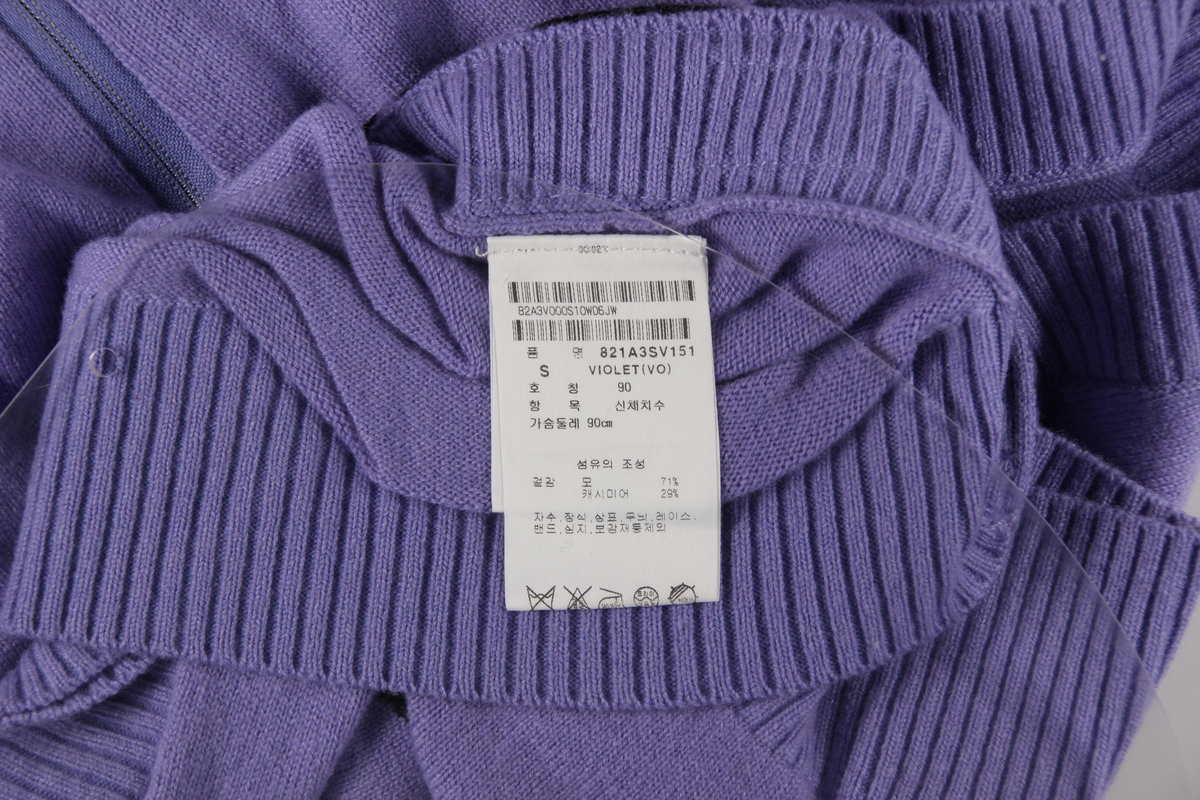 82A3V000S10WD6JW
품 명 821A3SV151
S VIOLET(VO)
호 칭 90
항 목 신체치수
가슴둘레 90cm
섬유의 조성
겉감 모 71%
캐시미어 29%
자수,장식,상표,무늬,레이스,
밴드,심지,보강재등제외